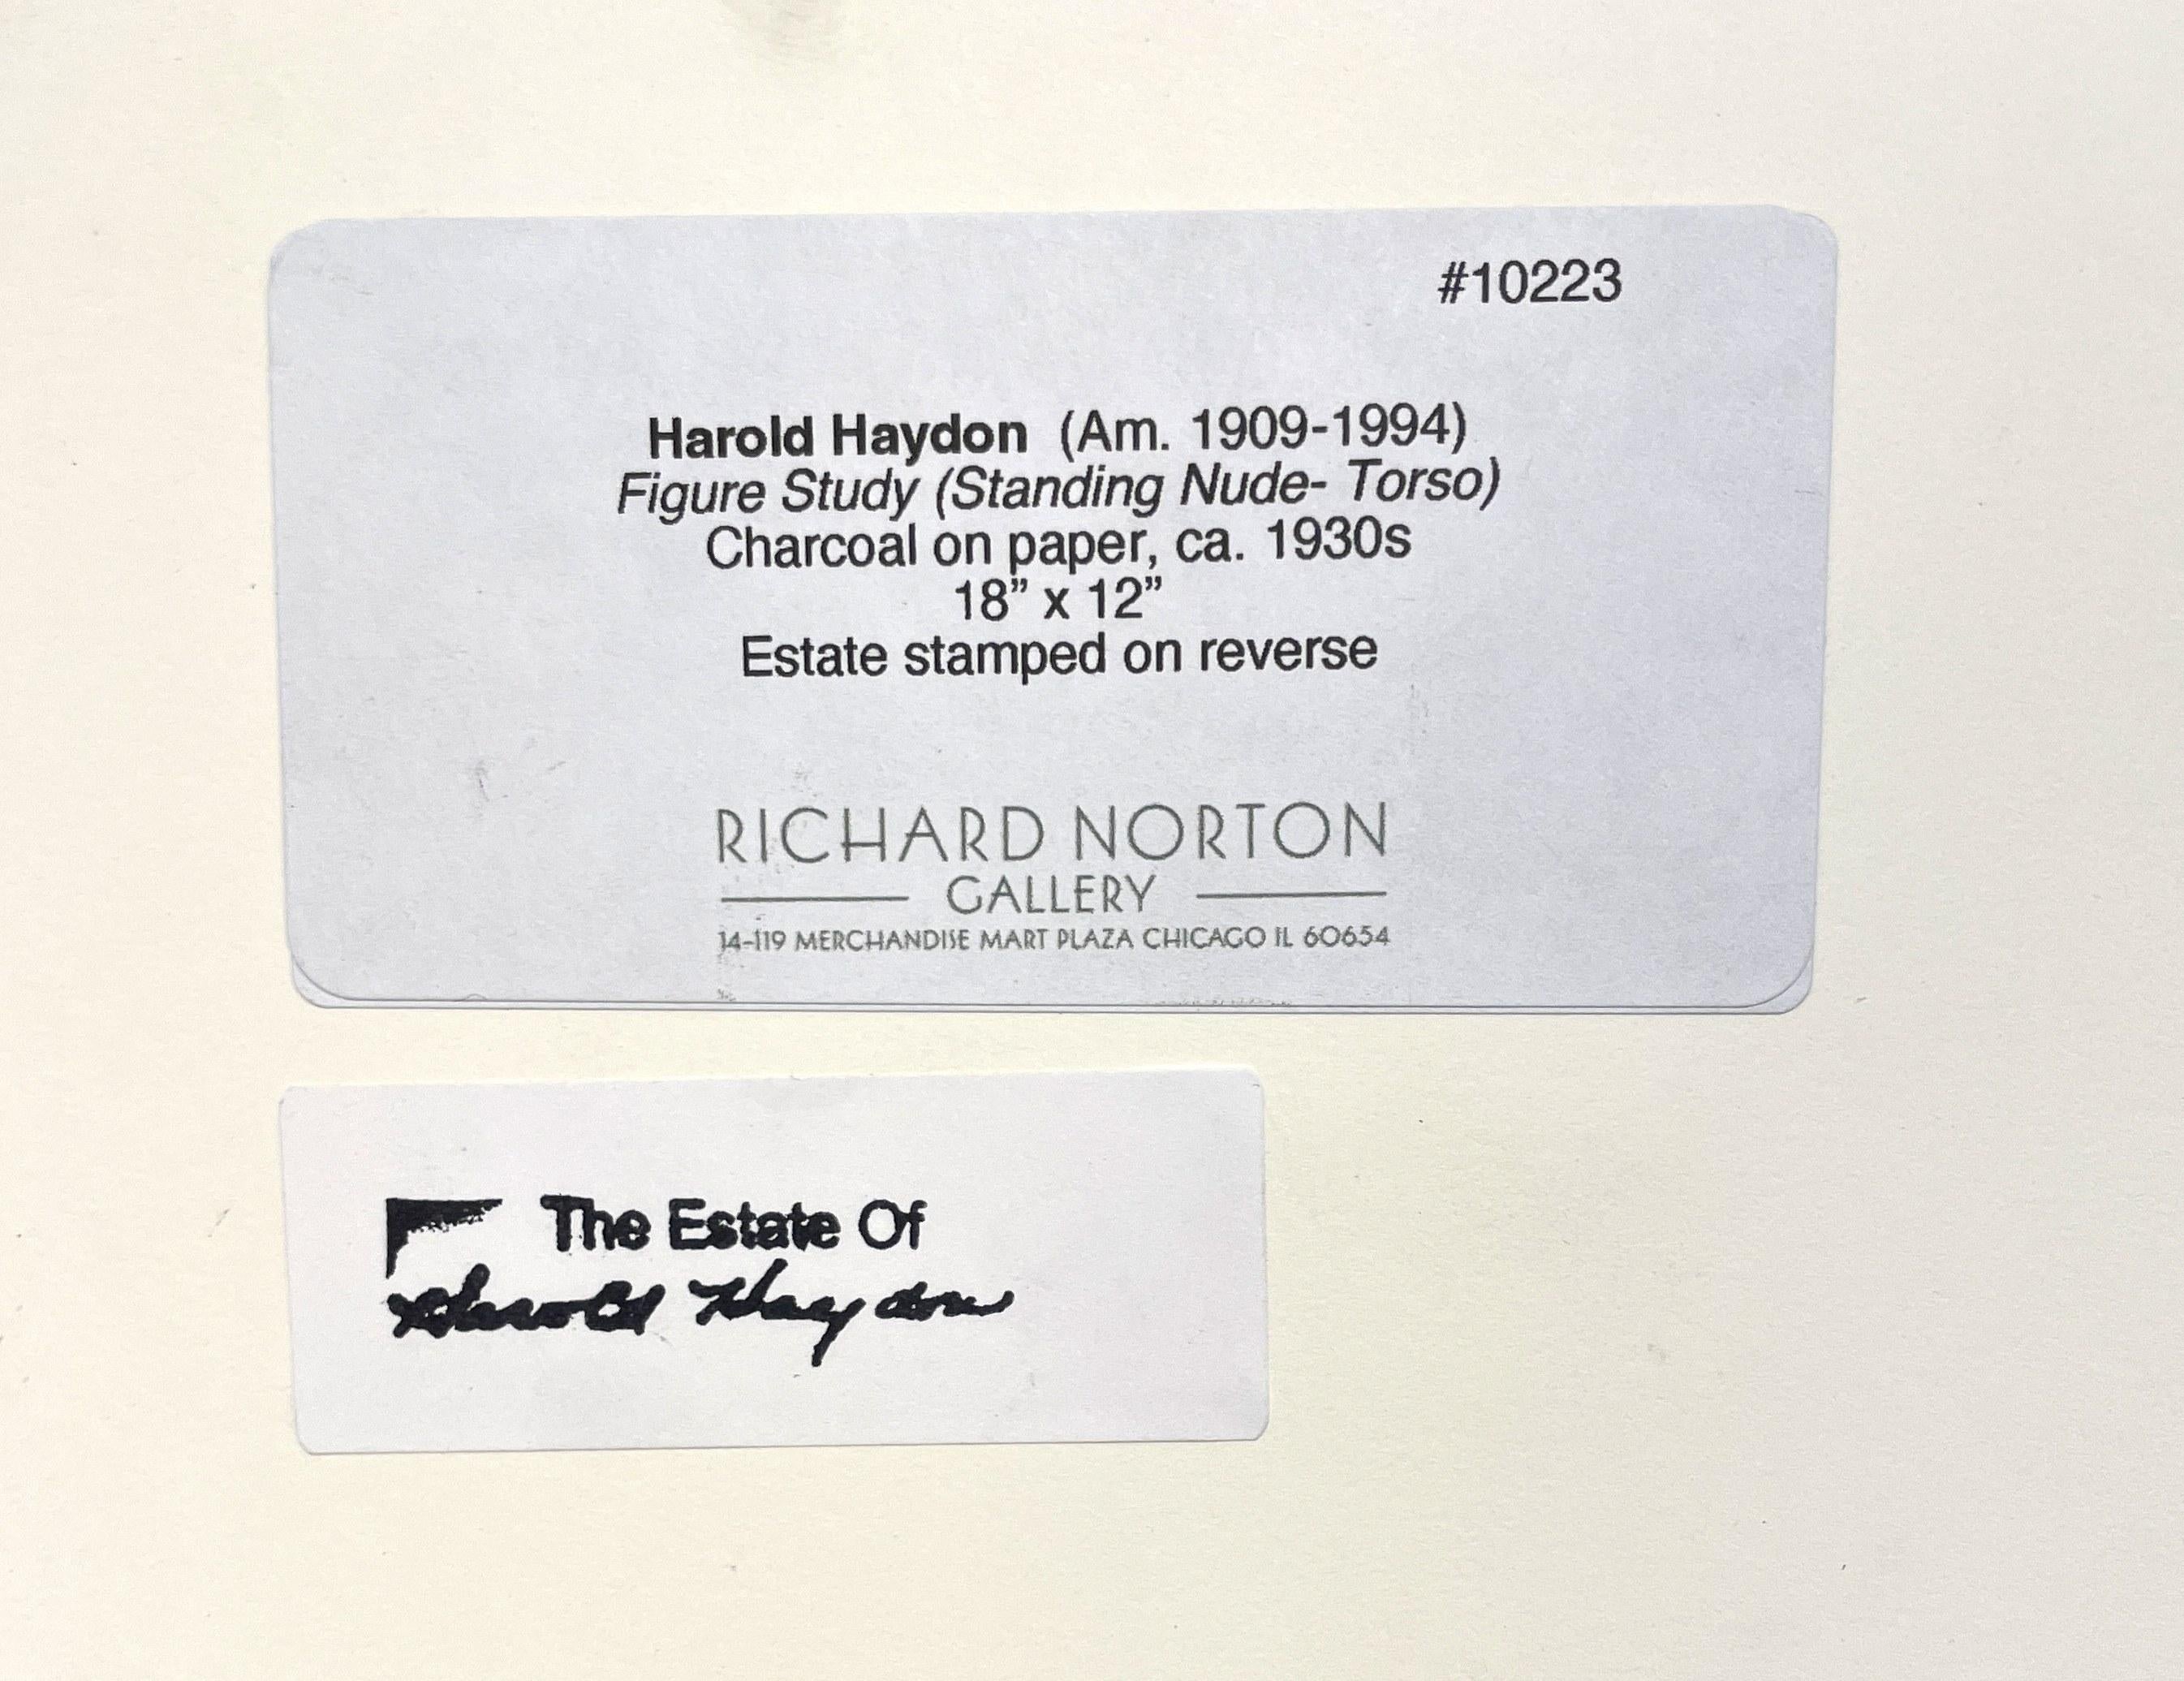 #10223
Harold Haydon (Am. 1909-1994)
Figure Study (Standing Nude- Torso)
Charcoal on paper, ca. 1930s
18” x 12”
Estate stamped on reverse
RICHARD NORTON
GALLERY
14-119 MERCHANDISE MART PLAZA CHICAGO IL 60654
The Estate Of
Harold Haydon